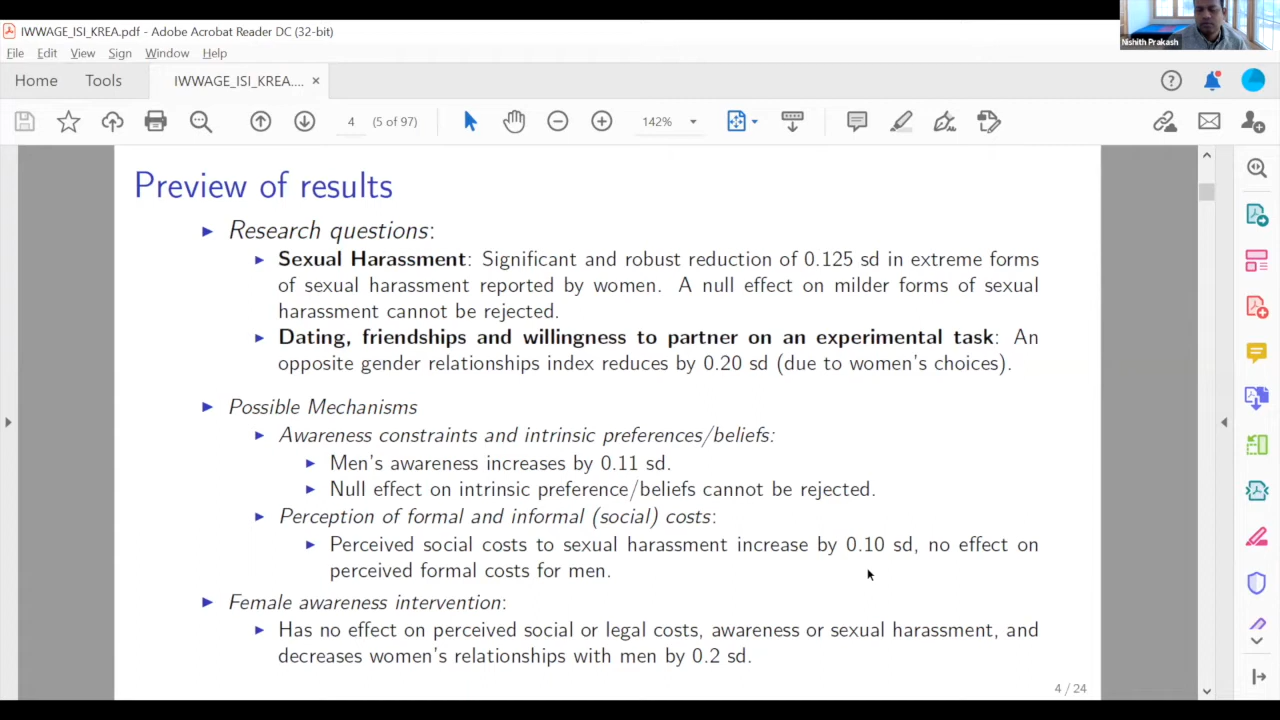 IWWAGE_ISI_KREA.pdf - Adobe Acrobat Reader DC (32-bit)
Nishith Prakash
File Edit View Sign Window Help
Home Tools IWWAGE_ISI_KREA.... ×
4 (5 of 97) 142%
Preview of results
Research questions:
Sexual Harassment: Significant and robust reduction of 0.125 sd in extreme forms
of sexual harassment reported by women. A null effect on milder forms of sexual
harassment cannot be rejected.
Dating, friendships and willingness to partner on an experimental task: An
opposite gender relationships index reduces by 0.20 sd (due to women's choices).
Possible Mechanisms
Awareness constraints and intrinsic preferences/beliefs:
Men's awareness increases by 0.11 sd.
Null effect on intrinsic preference/beliefs cannot be rejected.
Perception of formal and informal (social) costs:
Perceived social costs to sexual harassment increase by 0.10 sd, no effect on
perceived formal costs for men.
Female awareness intervention:
Has no effect on perceived social or legal costs, awareness or sexual harassment, and
decreases women's relationships with men by 0.2 sd.
4 / 24